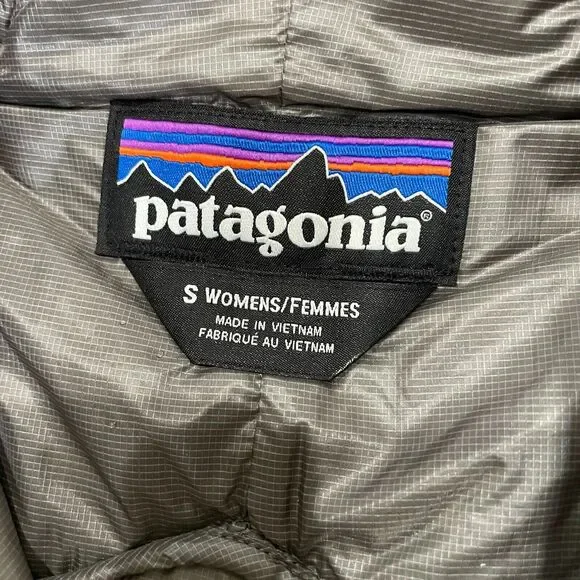 patagonia®
S WOMENS/FEMMES
MADE IN VIETNAM
FABRIQUÉ AU VIETNAM